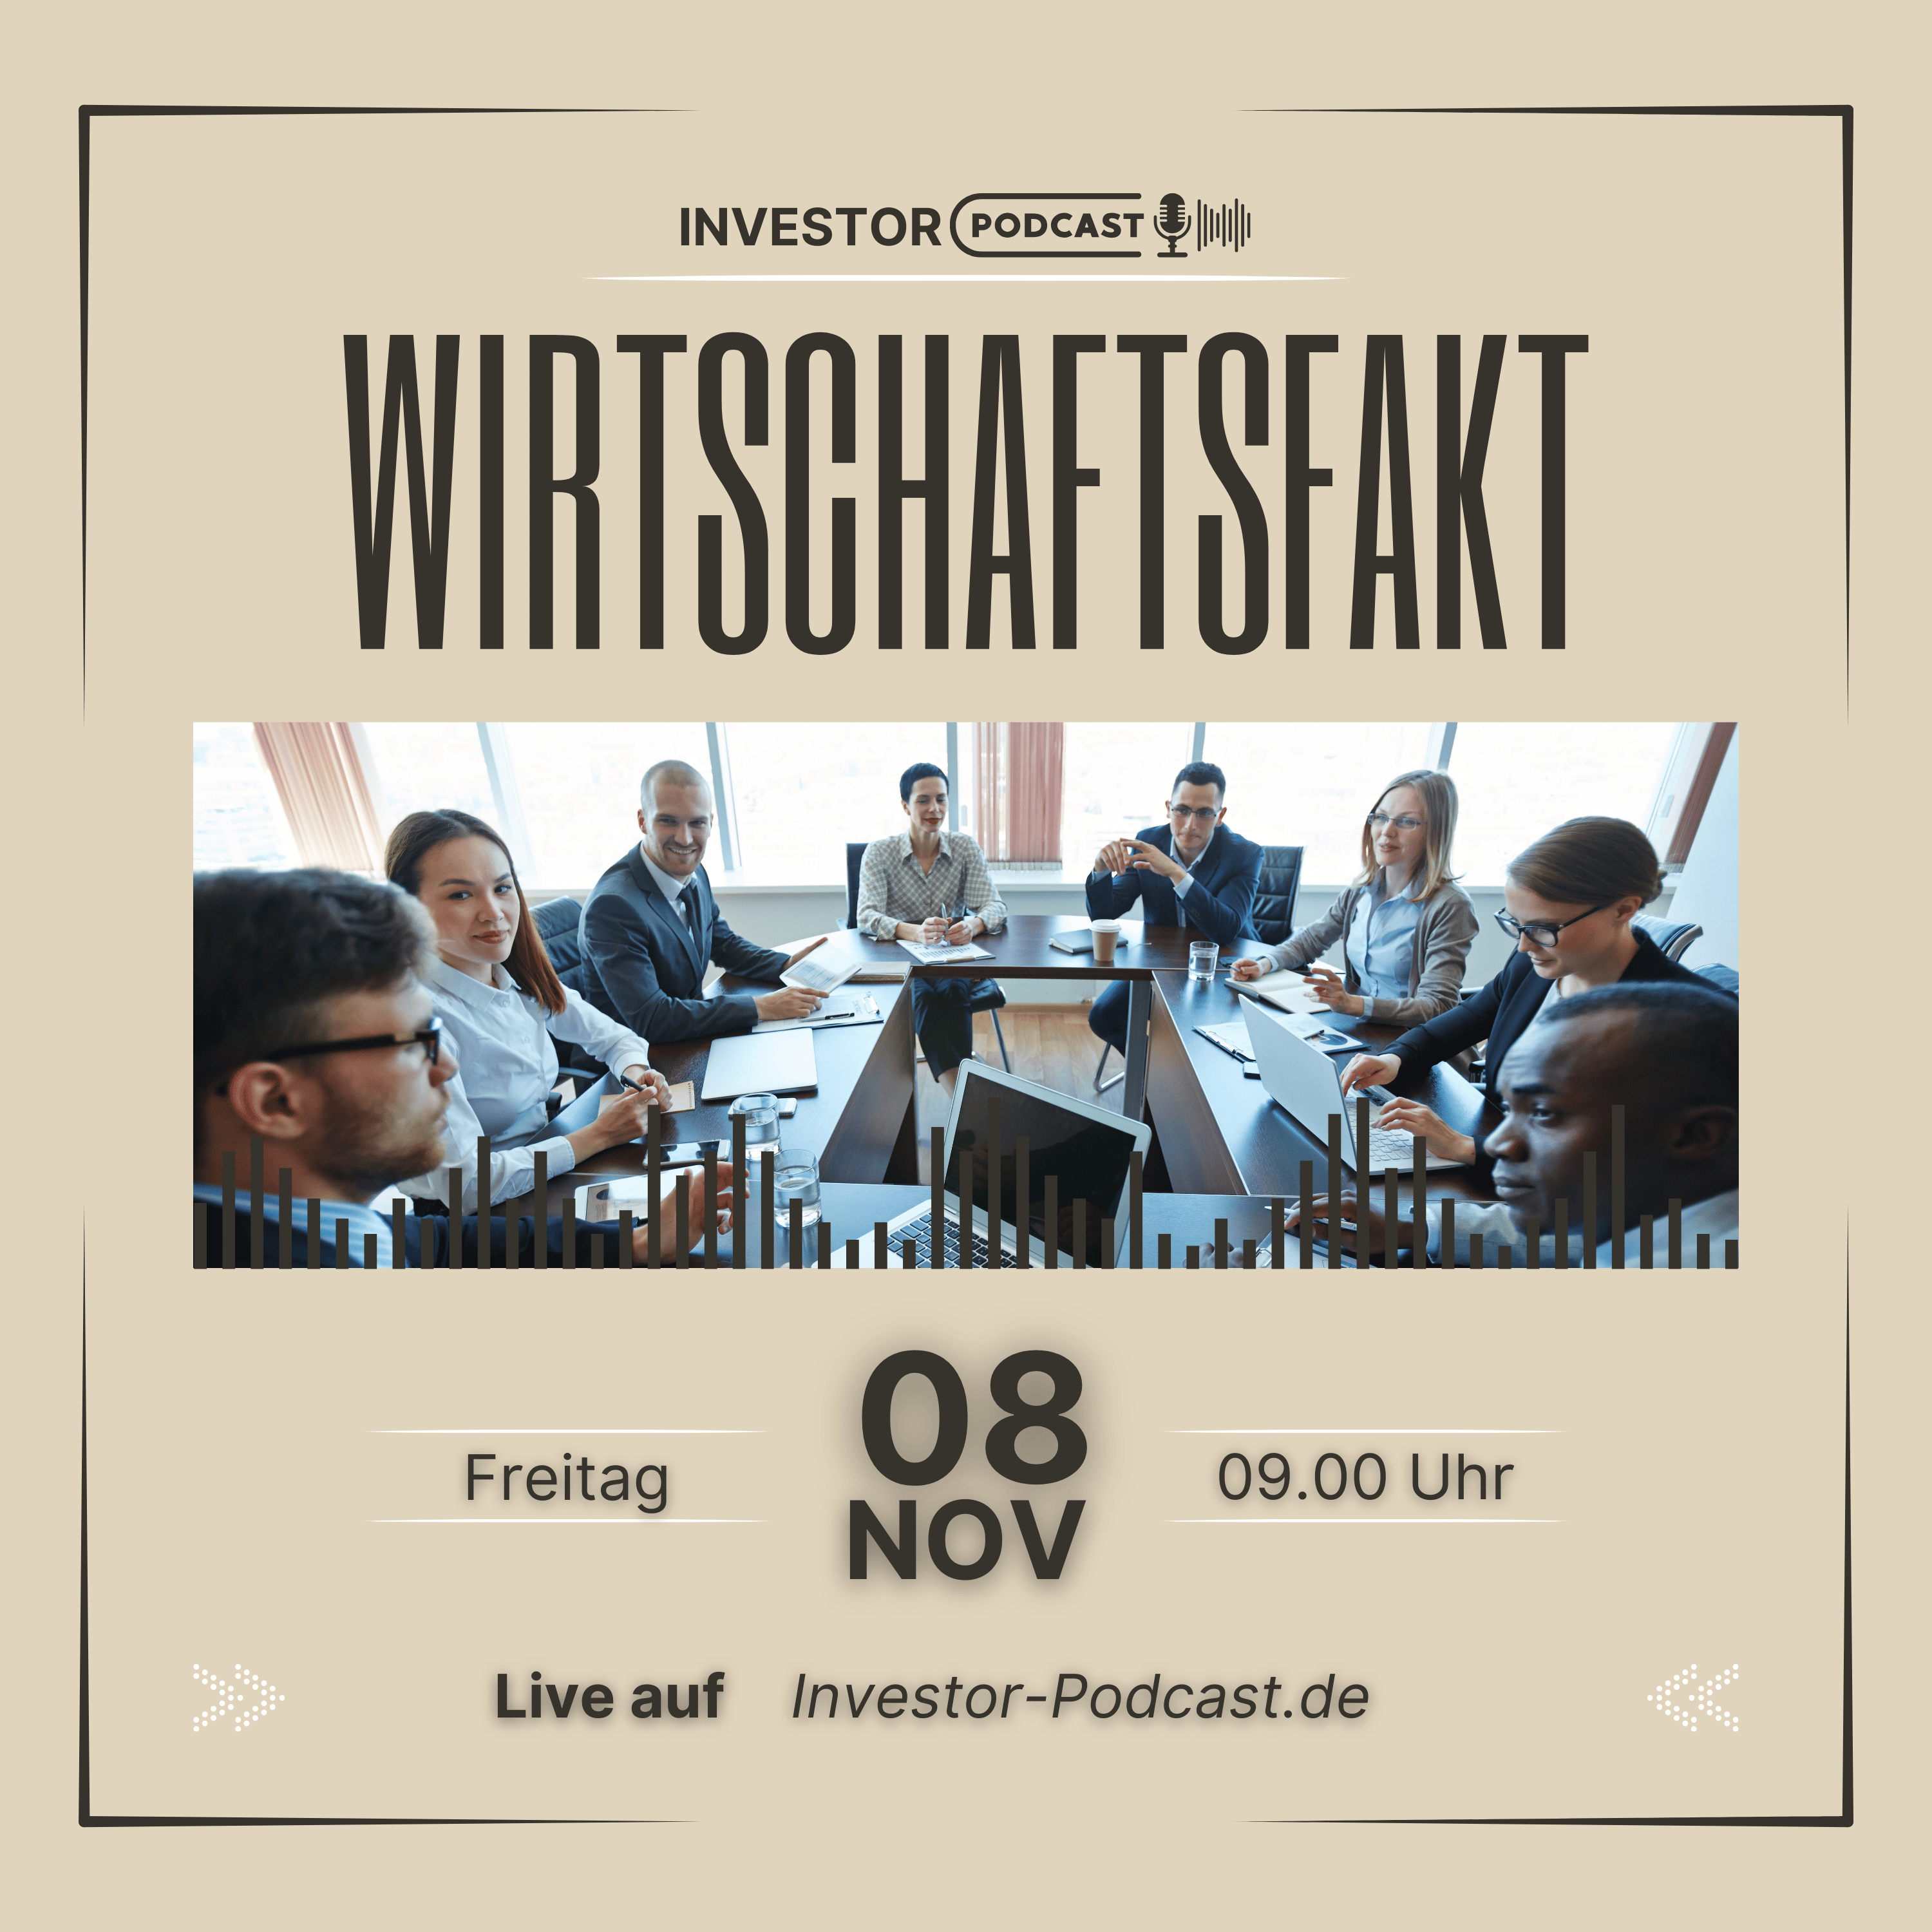 INVESTOR PODCAST
WIRTSCHAFTSFAKT
Freitag
08
NOV
09.00 Uhr
Live auf Investor-Podcast.de